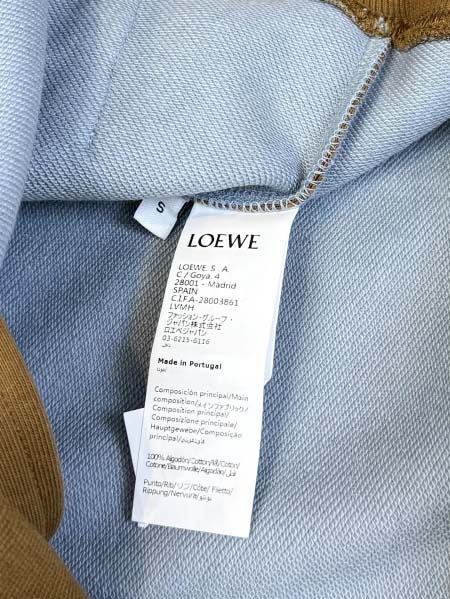 S
LOEWE
LOEWE. S. A.
C / Goya. 4
28001 - Madrid
SPAIN
C.I.F.A-28003861
LVMH
ファッション・グループ・
ジャパン株式会社
ロエベジャパン
03-6215-6116
Made in Portugal
Composición principal/Main
composition/メインファブリック/
Composition principal/
Composizione principale/
Hauptgewebe/Composição
principal/
100% Algodón/Cotton/綿/Coton/
Cotone/Baumwolle/Algodão/
Punto/Rib/リブ/Côte/ Filetto/
Rippung/Nervura/